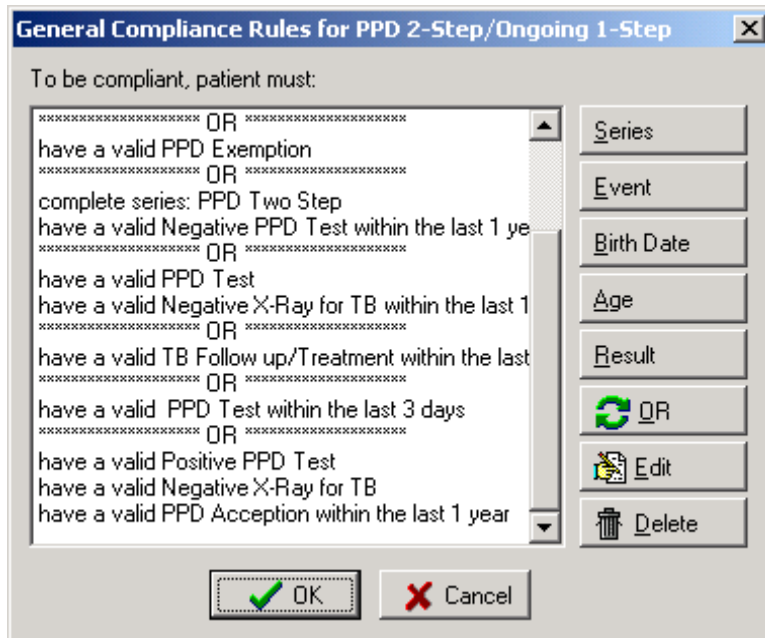 General Compliance Rules for PPD 2-Step/Ongoing 1-Step
To be compliant, patient must:
******************** OR ********************
have a valid PPD Exemption
******************** OR ********************
complete series: PPD Two Step
have a valid Negative PPD Test within the last 1 ye
******************** OR ********************
have a valid PPD Test
have a valid Negative X-Ray for TB within the last 1
******************** OR ********************
have a valid TB Follow up/Treatment within the last
******************** OR ********************
have a valid  PPD Test within the last 3 days
******************** OR ********************
have a valid Positive PPD Test
have a valid Negative X-Ray for TB
have a valid PPD Acception within the last 1 year
Series
Event
Birth Date
Age
Result
OR
Edit
Delete
OK
Cancel